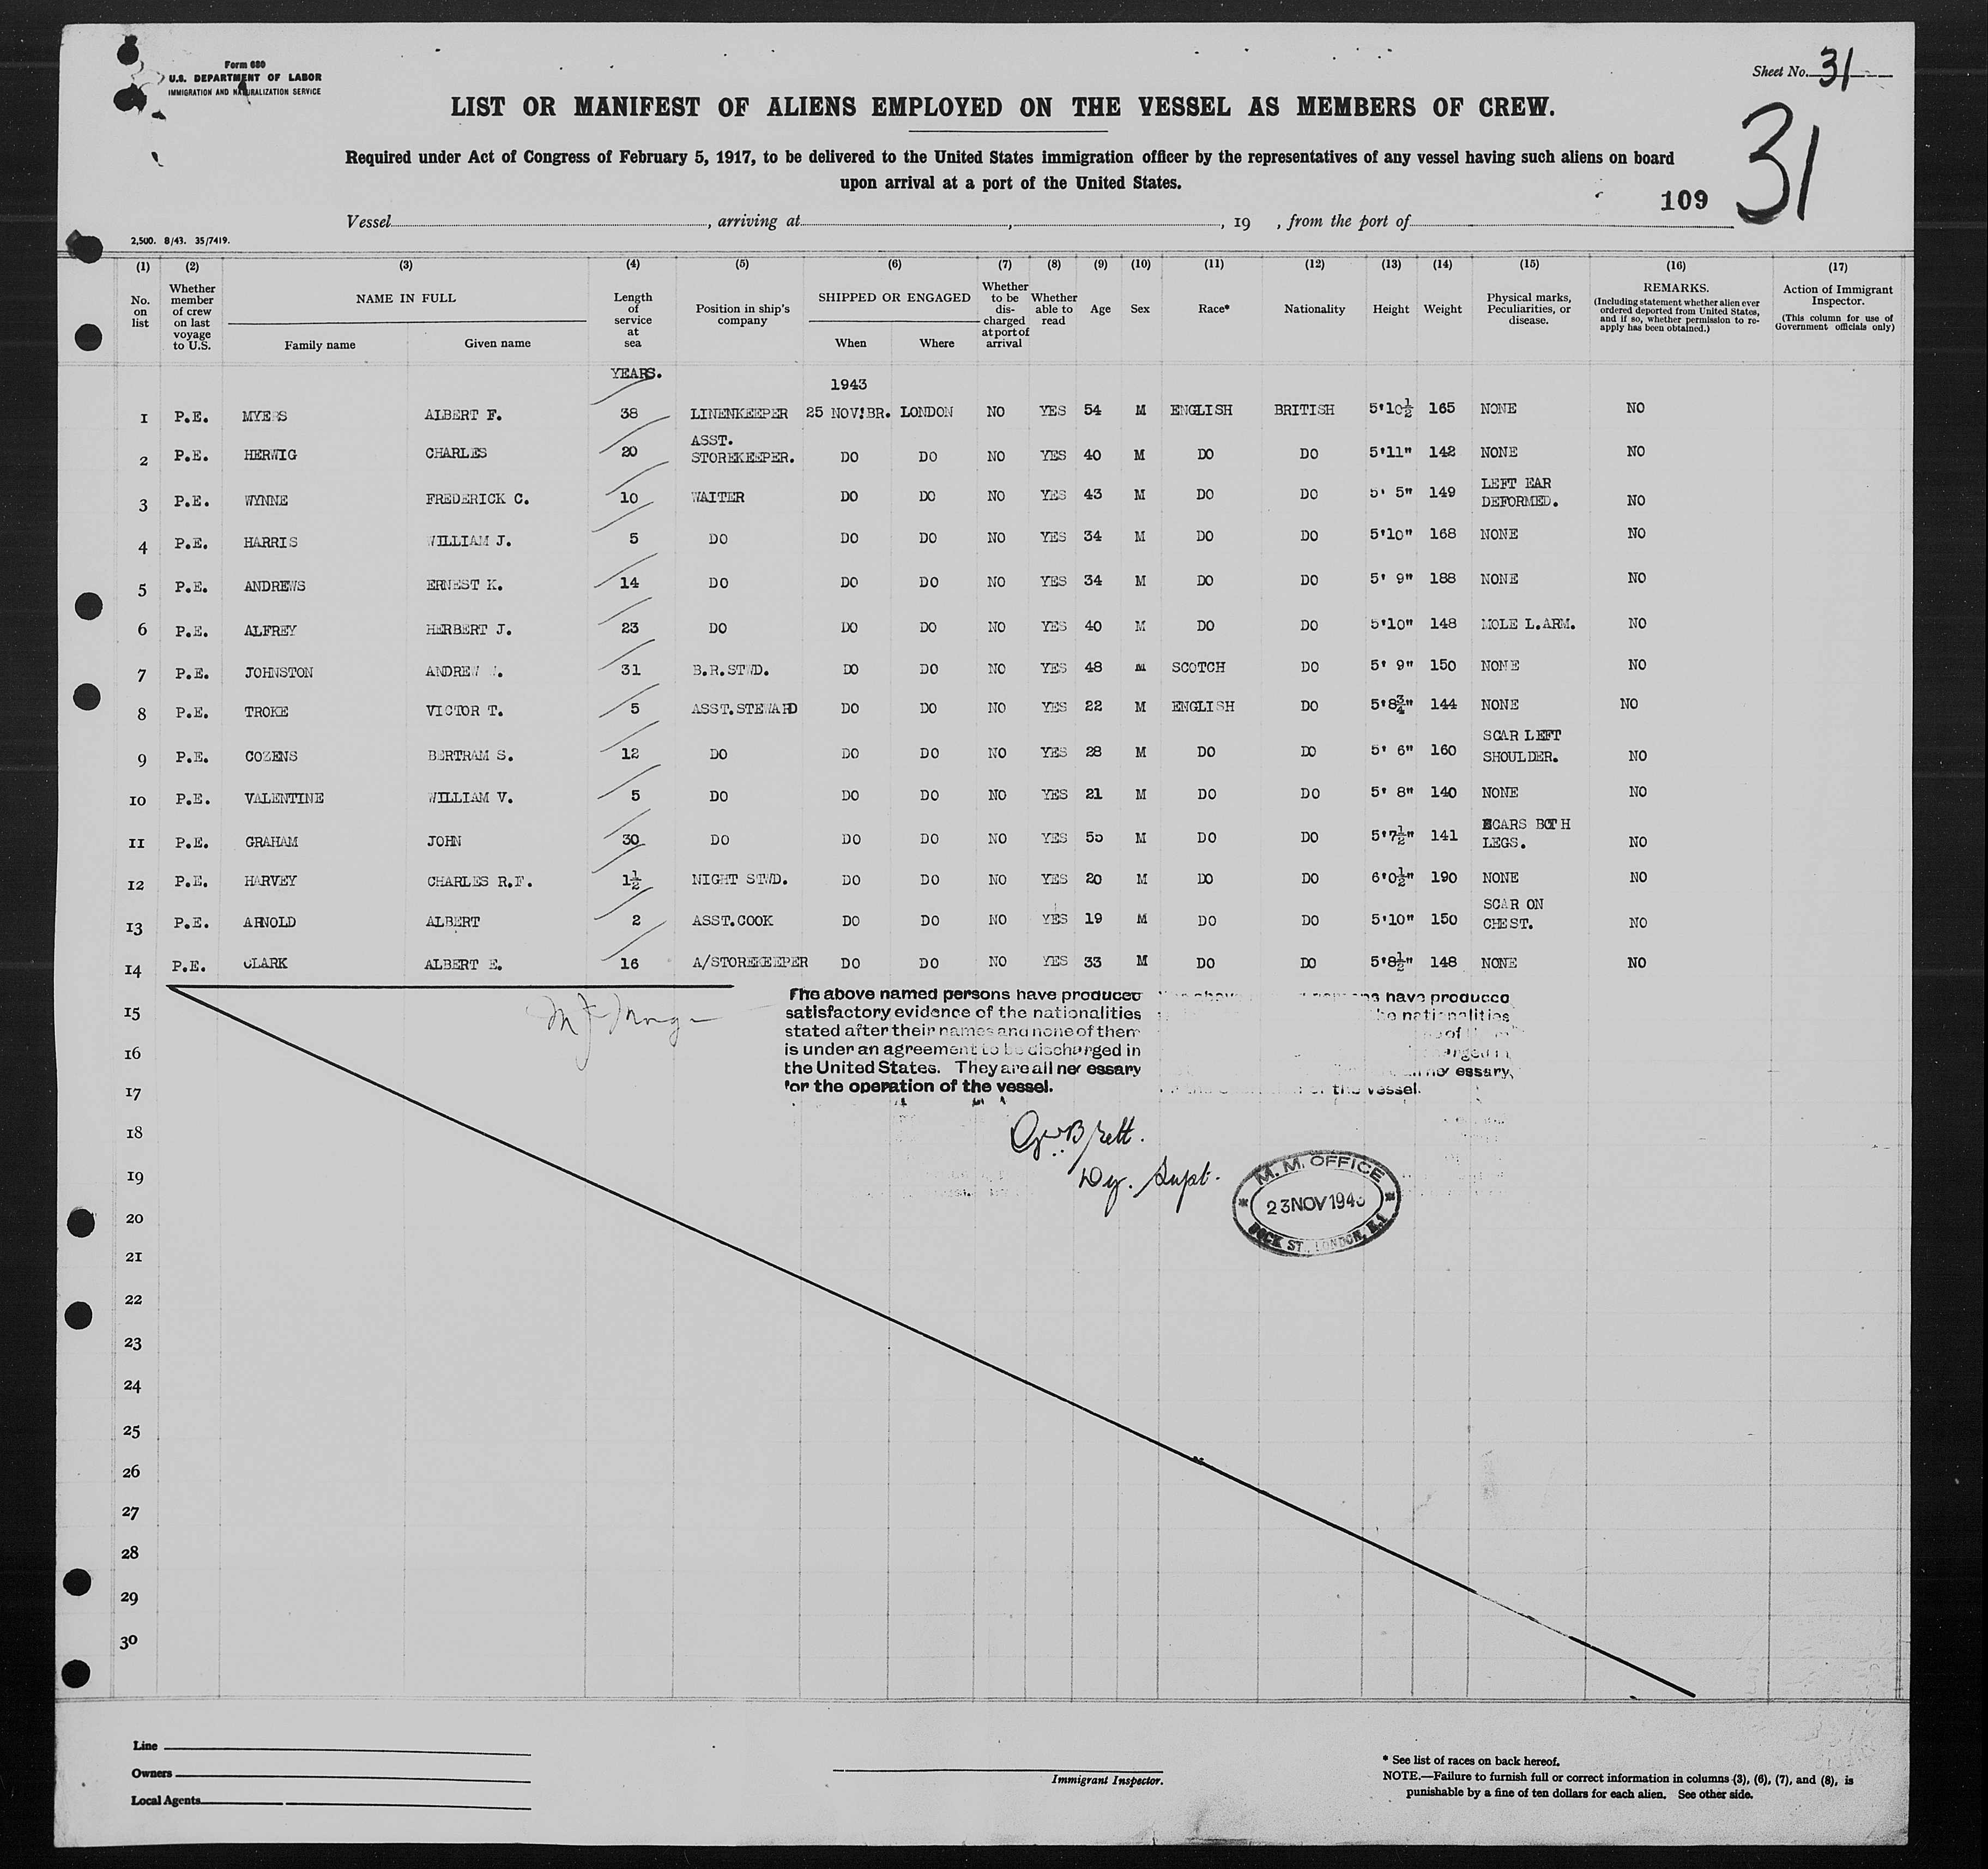 Form 680
U.S. DEPARTMENT OF LABOR
IMMIGRATION AND NATURALIZATION SERVICE
Sheet No. 31
LIST OR MANIFEST OF ALIENS EMPLOYED ON THE VESSEL AS MEMBERS OF CREW.
31
Required under Act of Congress of February 5, 1917, to be delivered to the United States immigration officer by the representatives of any vessel having such aliens on board
upon arrival at a port of the United States.
109
Vessel , arriving at , , 19 , from the port of
2,500. 8/43. 35/7419.
(1) (2) (3) (4) (5) (6) (7) (8) (9) (10) (11) (12) (13) (14) (15) (16) (17)
No. on list
Whether member of crew on last voyage to U.S.
NAME IN FULL
Family name Given name
Length of service at sea
Position in ship's company
SHIPPED OR ENGAGED
When Where
Whether to be discharged at port of arrival
Whether able to read
Age Sex Race* Nationality Height Weight
Physical marks, Peculiarities, or disease.
REMARKS.
(Including statement whether alien ever ordered deported from United States, and if so, whether permission to re-apply has been obtained.)
Action of Immigrant Inspector.
(This column for use of Government officials only)
YEARS. 1943
1 P.E. MYERS ALBERT F. 38 LINENKEEPER 25 NOV!BR. LONDON NO YES 54 M ENGLISH BRITISH 5'10½ 165 NONE NO
2 P.E. HERWIG CHARLES 20 ASST. STOREKEEPER. DO DO NO YES 40 M DO DO 5'11" 142 NONE NO
3 P.E. WYNNE FREDERICK C. 10 WAITER DO DO NO YES 43 M DO DO 5' 5" 149 LEFT EAR DEFORMED. NO
4 P.E. HARRIS WILLIAM J. 5 DO DO DO NO YES 34 M DO DO 5'10" 168 NONE NO
5 P.E. ANDREWS ERNEST K. 14 DO DO DO NO YES 34 M DO DO 5' 9" 188 NONE NO
6 P.E. ALFREY HERBERT J. 23 DO DO DO NO YES 40 M DO DO 5'10" 148 MOLE L.ARM. NO
7 P.E. JOHNSTON ANDREW 31 B.R.STWD. DO DO NO YES 48 M SCOTCH DO 5' 9" 150 NONE NO
8 P.E. TROKE VICTOR T. 5 ASST.STEWARD DO DO NO YES 22 M ENGLISH DO 5'8¾" 144 NONE NO
9 P.E. COZENS BERTRAM S. 12 DO DO DO NO YES 28 M DO DO 5' 6" 160 SCAR LEFT SHOULDER. NO
10 P.E. VALENTINE WILLIAM V. 5 DO DO DO NO YES 21 M DO DO 5' 8" 140 NONE NO
11 P.E. GRAHAM JOHN 30 DO DO DO NO YES 55 M DO DO 5'7½" 141 SCARS BOTH LEGS. NO
12 P.E. HARVEY CHARLES R.F. 1½ NIGHT STWD. DO DO NO YES 20 M DO DO 6'0½" 190 NONE NO
13 P.E. ARNOLD ALBERT 2 ASST.COOK DO DO NO YES 19 M DO DO 5'10" 150 SCAR ON CHEST. NO
14 P.E. CLARK ALBERT E. 16 A/STOREKEEPER DO DO NO YES 33 M DO DO 5'8½" 148 NONE NO
15
16
17
18
19
20
21
22
23
24
25
26
27
28
29
30
The above named persons have produced
satisfactory evidence of the nationalities
stated after their names and none of them
is under an agreement to be discharged in
the United States. They are all necessary
for the operation of the vessel.
have produced
nationalities
of
essary
the vessel.
Dy. Supt.
M. M. OFFICE
23 NOV 1943
DOCK ST., LONDON, E.1
Line
Owners
Local Agents
Immigrant Inspector.
* See list of races on back hereof.
NOTE.—Failure to furnish full or correct information in columns (3), (6), (7), and (8), is
punishable by a fine of ten dollars for each alien. See other side.